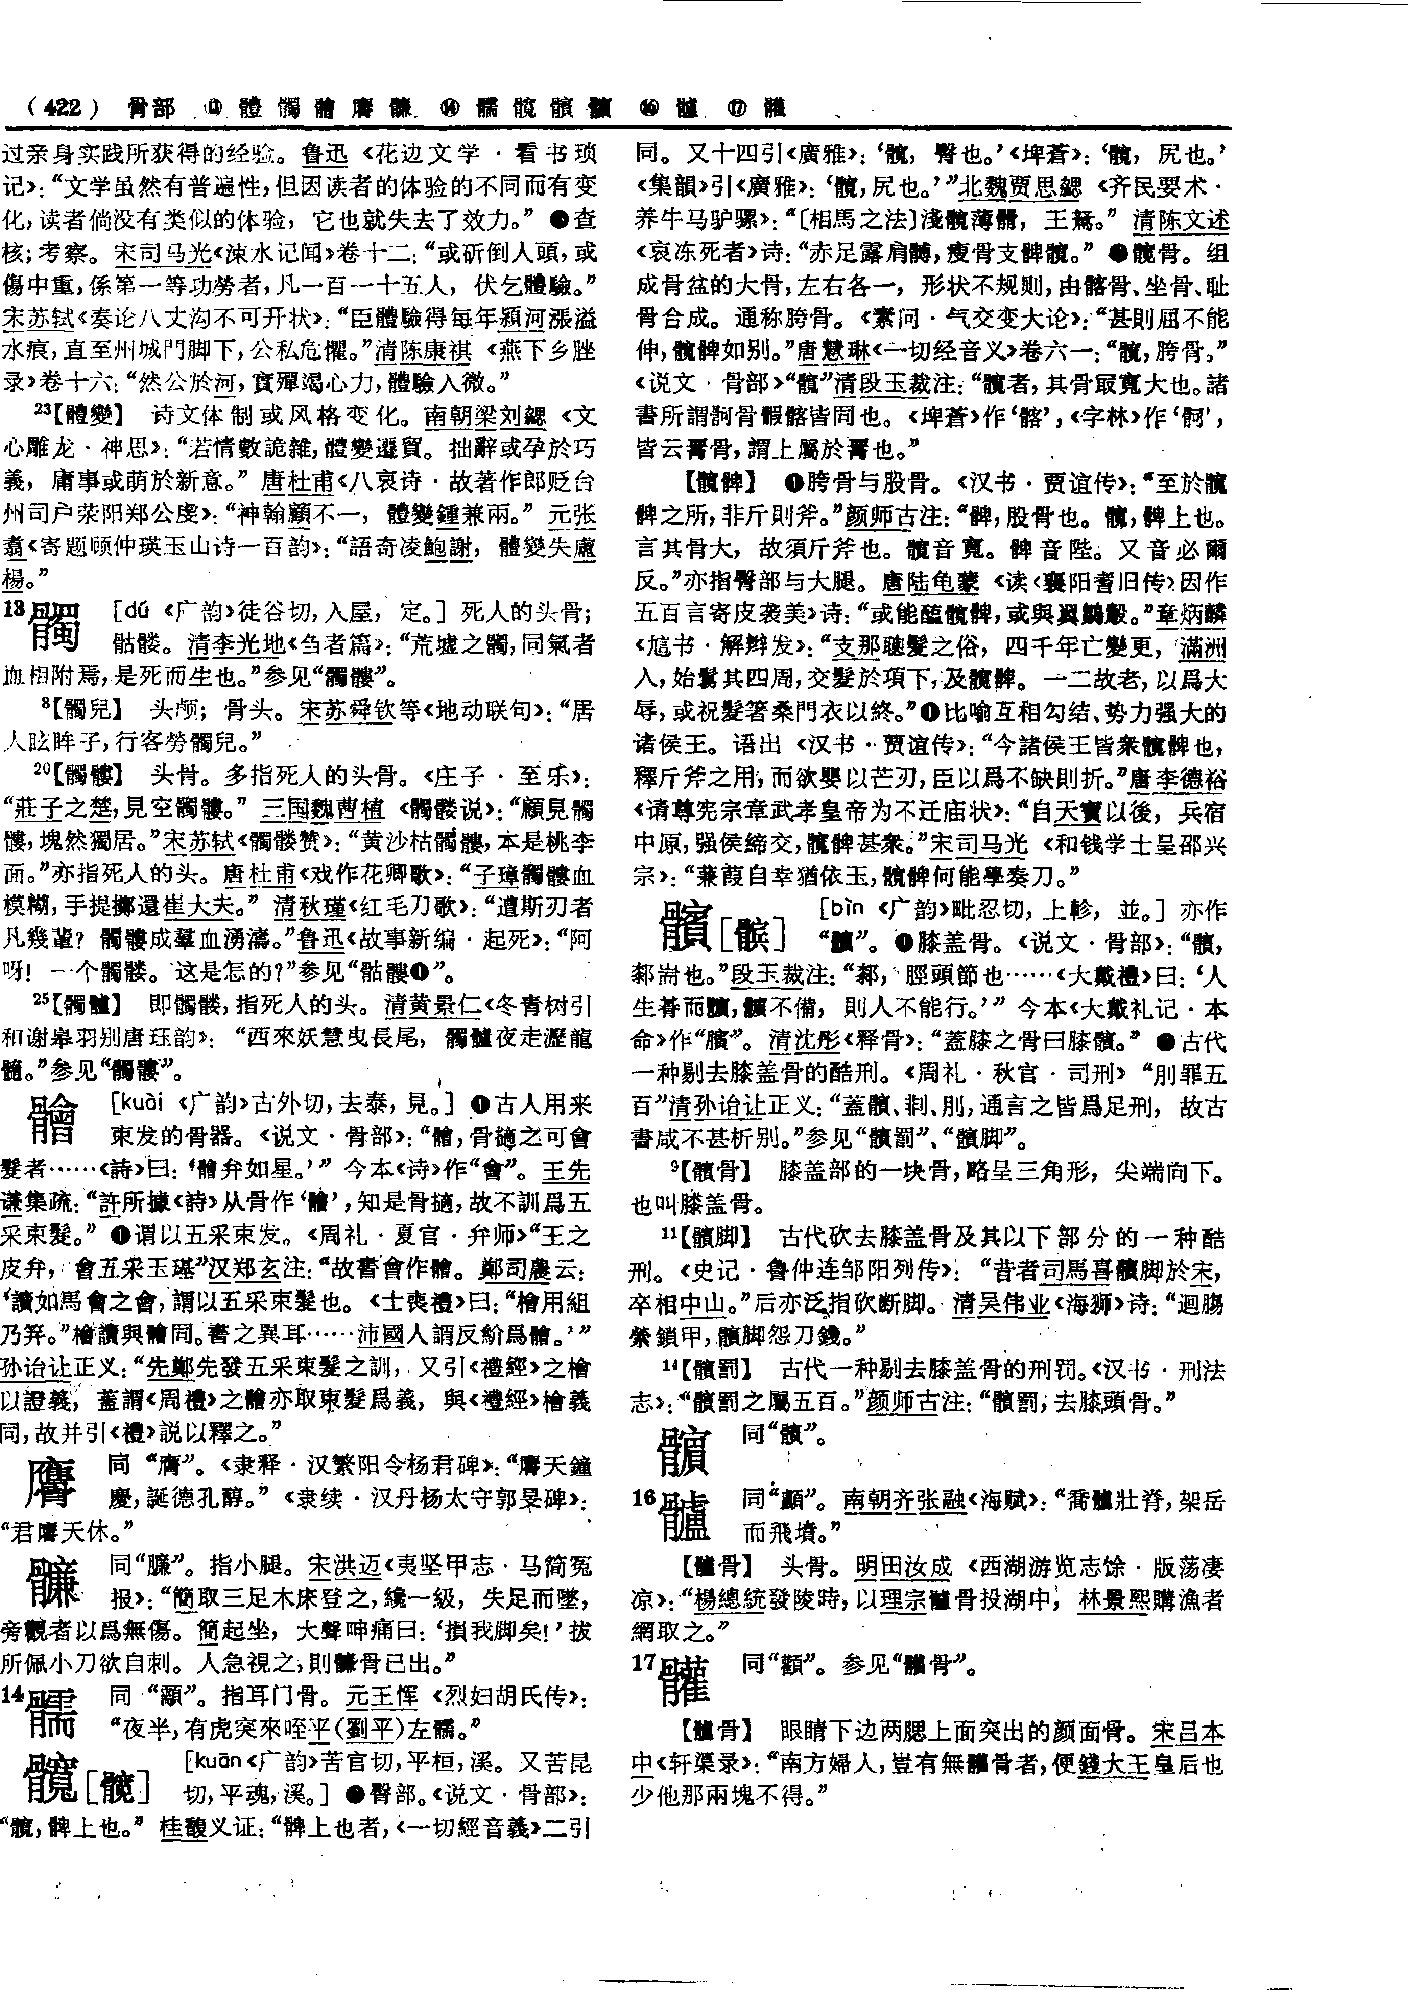 （422） 骨部 ⑬ 體 髑 髑 膺 䯡 ⑭ 髗 髖 髕 ⑯ 髗 ⑰ 髖
过亲身实践所获得的经验。鲁迅《花边文学·看书琐
记》：“文学虽然有普遍性，但因读者的体验的不同而有变
化，读者倘没有类似的体验，它也就失去了效力。”❸查
核；考察。宋司马光《涑水记闻》卷十二：“或斫倒人頭，或
傷中重，係第一等功勞者，凡一百一十五人，伏乞體驗。”
宋苏轼《奏论八丈沟不可开状》：“臣體驗得每年潁河漲溢
水痕，直至州城門脚下，公私危懼。”清陈康祺《燕下乡脞
录》卷十六：“然公於河，實殫竭心力，體驗入微。”
23【體變】 诗文体制或风格变化。南朝梁刘勰《文
心雕龙·神思》：“若情數詭雜，體變遷貿。拙辭或孕於巧
義，庸事或萌於新意。”唐杜甫《八哀诗·故著作郎贬台
州司户荥阳郑公虔》：“神翰顧不一，體變鍾兼兩。”元张
翥《寄题顾仲瑛玉山诗一百韵》：“語奇凌鮑謝，體變失盧
楊。”
13 髑 [dú《广韵》徒谷切，入屋，定。]死人的头骨；
骷髅。清李光地《刍者篇》：“荒墟之髑，同氣者
血相附焉，是死而生也。”参见“髑髏”。
8【髑兒】 头颅；骨头。宋苏舜钦等《地动联句》：“居
人眩眸子，行客勞髑兒。”
20【髑髏】 头骨。多指死人的头骨。《庄子·至乐》：
“莊子之楚，見空髑髏。”三国魏曹植《髑髅说》：“顧見髑
髏，塊然獨居。”宋苏轼《髑髅赞》：“黄沙枯髑髏，本是桃李
面。”亦指死人的头。唐杜甫《戏作花卿歌》：“子璋髑髏血
模糊，手提擲還崔大夫。”清秋瑾《红毛刀歌》：“遭斯刃者
凡幾輩？髑髏成羣血湧濤。”鲁迅《故事新编·起死》：“阿
呀！一个髑髅。这是怎的？”参见“骷髏❶”。
25【髑髗】 即髑髅，指死人的头。清黄景仁《冬青树引
和谢皋羽别唐珏韵》：“西來妖慧曳長尾，髑髗夜走瀝龍
髓。”参见“髑髏”。
䯤 [kuài《广韵》古外切，去泰，見。]❶古人用来
束发的骨器。《说文·骨部》：“䯤，骨擿之可會
髮者……《詩》曰：‘䯤弁如星。’”今本《诗》作“會”。王先
谦集疏：“許所據《詩》从骨作‘䯤’，知是骨擿，故不訓爲五
采束髮。”❷谓以五采束发。《周礼·夏官·弁师》“王之
皮弁，會五采玉璂”汉郑玄注：“故書會作䯤。鄭司農云：
‘讀如馬會之會，謂以五采束髮也。《士喪禮》曰：“檜用組
乃笄。”檜讀與䯤同。書之異耳……沛國人謂反紒爲䯤。’”
孙诒让正义：“先鄭先發五采束髮之訓，又引《禮經》之檜
以證義，蓋謂《周禮》之䯤亦取束髮爲義，與《禮經》檜義
同，故并引《禮》説以釋之。”
同“膺”。《隶释·汉繁阳令杨君碑》：“膺天鐘
慶，誕德孔醇。”《隶续·汉丹杨太守郭旻碑》：
“君膺天休。”
䯡 同“臁”。指小腿。宋洪迈《夷坚甲志·马简冤
报》：“簡取三足木床登之，纔一級，失足而墜，
旁觀者以爲無傷。簡起坐，大聲呻痛曰：‘損我脚矣！’拔
所佩小刀欲自刺。人急視之，則䯡骨已出。”
14 同“顬”。指耳门骨。元王恽《烈妇胡氏传》：
“夜半，有虎突來咥平（劉平）左髵。”
髖［髋］ [kuān《广韵》苦官切，平桓，溪。又苦昆
切，平魂，溪。]❶臀部。《说文·骨部》：
“髖，髀上也。”桂馥义证：“髀上也者，《一切經音義》二引
同。又十四引《廣雅》：‘髖，臀也。’《埤蒼》：‘髖，尻也。’
《集韻》引《廣雅》：‘髖，尻也。’”北魏贾思勰《齐民要术·
养牛马驴骡》：“［相馬之法］淺髖薄髀，王駑。”清陈文述
《哀冻死者》诗：“赤足露肩髆，瘦骨支髀髖。”❷髋骨。组
成骨盆的大骨，左右各一，形状不规则，由髂骨、坐骨、耻
骨合成。通称胯骨。《素问·气交变大论》：“甚則屈不能
伸，髖髀如别。”唐慧琳《一切经音义》卷六一：“髖，胯骨。”
《说文·骨部》“髖”清段玉裁注：“髖者，其骨冣寬大也。諸
書所謂䯊骨䯒髂皆同也。《埤蒼》作‘髂’，《字林》作‘䯊’，
皆云𦝫骨，謂上屬於𦝫也。”
【髖髀】 ❶胯骨与股骨。《汉书·贾谊传》：“至於髖
髀之所，非斤則斧。”颜师古注：“髀，股骨也。髖，髀上也。
言其骨大，故須斤斧也。髖音寬。髀音陛。又音必爾
反。”亦指臀部与大腿。唐陆龟蒙《读〈襄阳耆旧传〉因作
五百言寄皮袭美》诗：“或能醢髖髀，或與翼鸕鷇。”章炳麟
《訄书·解辫发》：“支那總髮之俗，四千年亡變更，滿洲
入，始鬄其四周，交髮於項下，及髖髀。一二故老，以爲大
辱，或祝髮箸桑門衣以終。”❷比喻互相勾结、势力强大的
诸侯王。语出《汉书·贾谊传》：“今諸侯王皆衆髖髀也，
釋斤斧之用，而欲嬰以芒刃，臣以爲不缺則折。”唐李德裕
《请尊宪宗章武孝皇帝为不迁庙状》：“自天寶以後，兵宿
中原，强侯締交，髖髀甚衆。”宋司马光《和钱学士呈邵兴
宗》：“蒹葭自幸猶依玉，髖髀何能學奏刀。”
髕［髌］ [bìn《广韵》毗忍切，上軫，並。]亦作
“髩”。❶膝盖骨。《说文·骨部》：“髕，
厀耑也。”段玉裁注：“厀，脛頭節也……《大戴禮》曰：‘人
生朞而髕，髕不備，則人不能行。’”今本《大戴礼记·本
命》作“臏”。清沈彤《释骨》：“蓋膝之骨曰膝髕。”❷古代
一种剔去膝盖骨的酷刑。《周礼·秋官·司刑》“刖罪五
百”清孙诒让正义：“蓋髕、剕、刖，通言之皆爲足刑，故古
書咸不甚析别。”参见“髕罰”、“髕脚”。
9【髕骨】 膝盖部的一块骨，略呈三角形，尖端向下。
也叫膝盖骨。
11【髕脚】 古代砍去膝盖骨及其以下部分的一种酷
刑。《史记·鲁仲连邹阳列传》：“昔者司馬喜髕脚於宋，
卒相中山。”后亦泛指砍断脚。清吴伟业《海狮》诗：“迴腸
縈鎖甲，髕脚怨刀錢。”
14【髕罰】 古代一种剔去膝盖骨的刑罚。《汉书·刑法
志》：“髕罰之屬五百。”颜师古注：“髕罰，去膝頭骨。”
同“髕”。
16 髗 同“顱”。南朝齐张融《海赋》：“喬髗壯脊，架岳
而飛墳。”
【髗骨】 头骨。明田汝成《西湖游览志馀·版荡凄
凉》：“楊總統發陵時，以理宗髗骨投湖中，林景熙購漁者
網取之。”
17 同“顴”。参见“䯣骨”。
【䯣骨】 眼睛下边两腮上面突出的颜面骨。宋吕本
中《轩渠录》：“南方婦人，豈有無䯣骨者，便錢大王皇后也
少他那兩塊不得。”